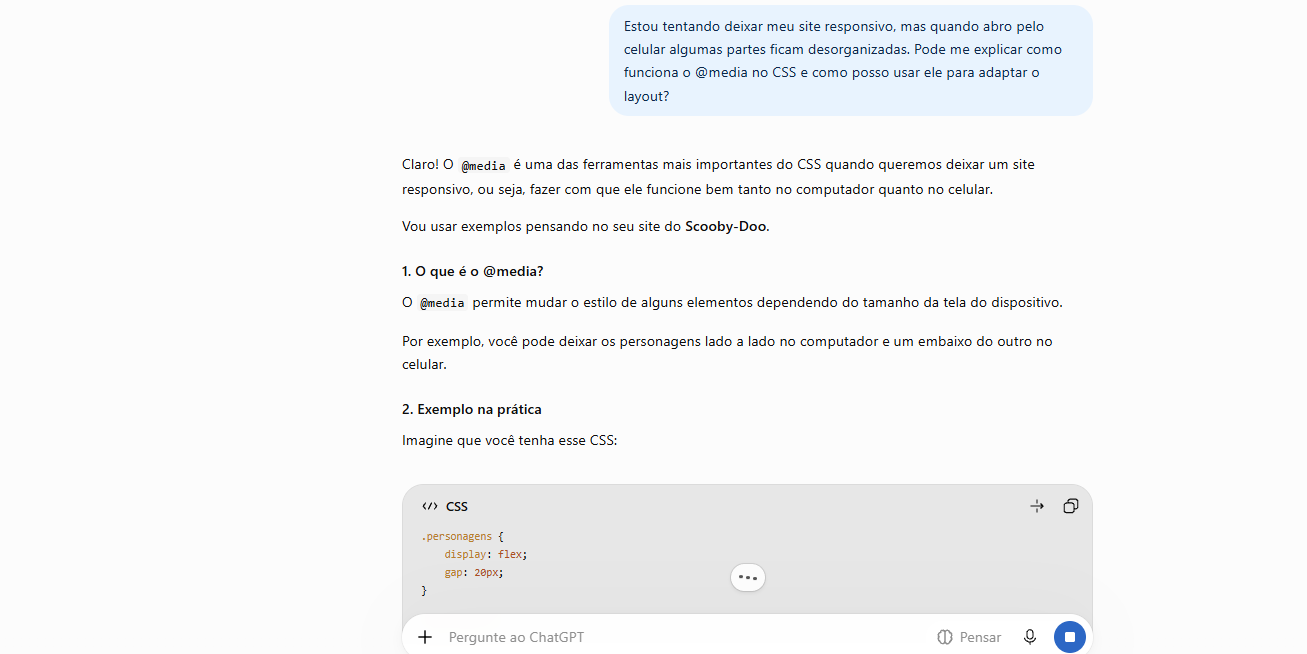 Estou tentando deixar meu site responsivo, mas quando abro pelo
celular algumas partes ficam desorganizadas. Pode me explicar como
funciona o @media no CSS e como posso usar ele para adaptar o
layout?
Claro! O @media é uma das ferramentas mais importantes do CSS quando queremos deixar um site
responsivo, ou seja, fazer com que ele funcione bem tanto no computador quanto no celular.
Vou usar exemplos pensando no seu site do Scooby-Doo.
1. O que é o @media?
O @media permite mudar o estilo de alguns elementos dependendo do tamanho da tela do dispositivo.
Por exemplo, você pode deixar os personagens lado a lado no computador e um embaixo do outro no
celular.
2. Exemplo na prática
Imagine que você tenha esse CSS:
CSS
.personagens {
    display: flex;
    gap: 20px;
}
Pergunte ao ChatGPT
Pensar